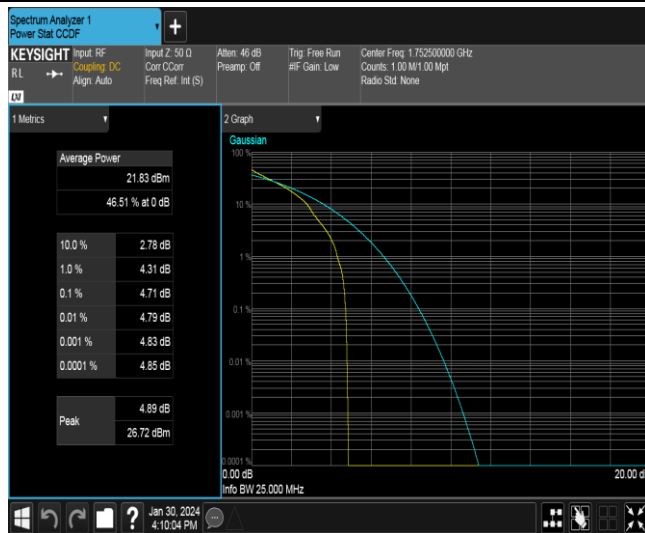 Spectrum Analyzer 1
Power Stat CCDF
+
KEYSIGHT
RL
Input: RF
Coupling: DC
Align: Auto
Input Z: 50 Ω
Corr CCorr
Freq Ref: Int (S)
Atten: 46 dB
Preamp: Off
Trig: Free Run
#IF Gain: Low
Center Freq: 1.752500000 GHz
Counts: 1.00 M/1.00 Mpt
Radio Std: None
1 Metrics
Average Power
21.83 dBm
46.51 % at 0 dB
10.0 % 2.78 dB
1.0 % 4.31 dB
0.1 % 4.71 dB
0.01 % 4.79 dB
0.001 % 4.83 dB
0.0001 % 4.85 dB
Peak
4.89 dB
26.72 dBm
2 Graph
Gaussian
100 %
10 %
1 %
0.1 %
0.01 %
0.001 %
0.0001 %
0.00 dB
20.00 d
Info BW 25.000 MHz
?
Jan 30, 2024
4:10:04 PM